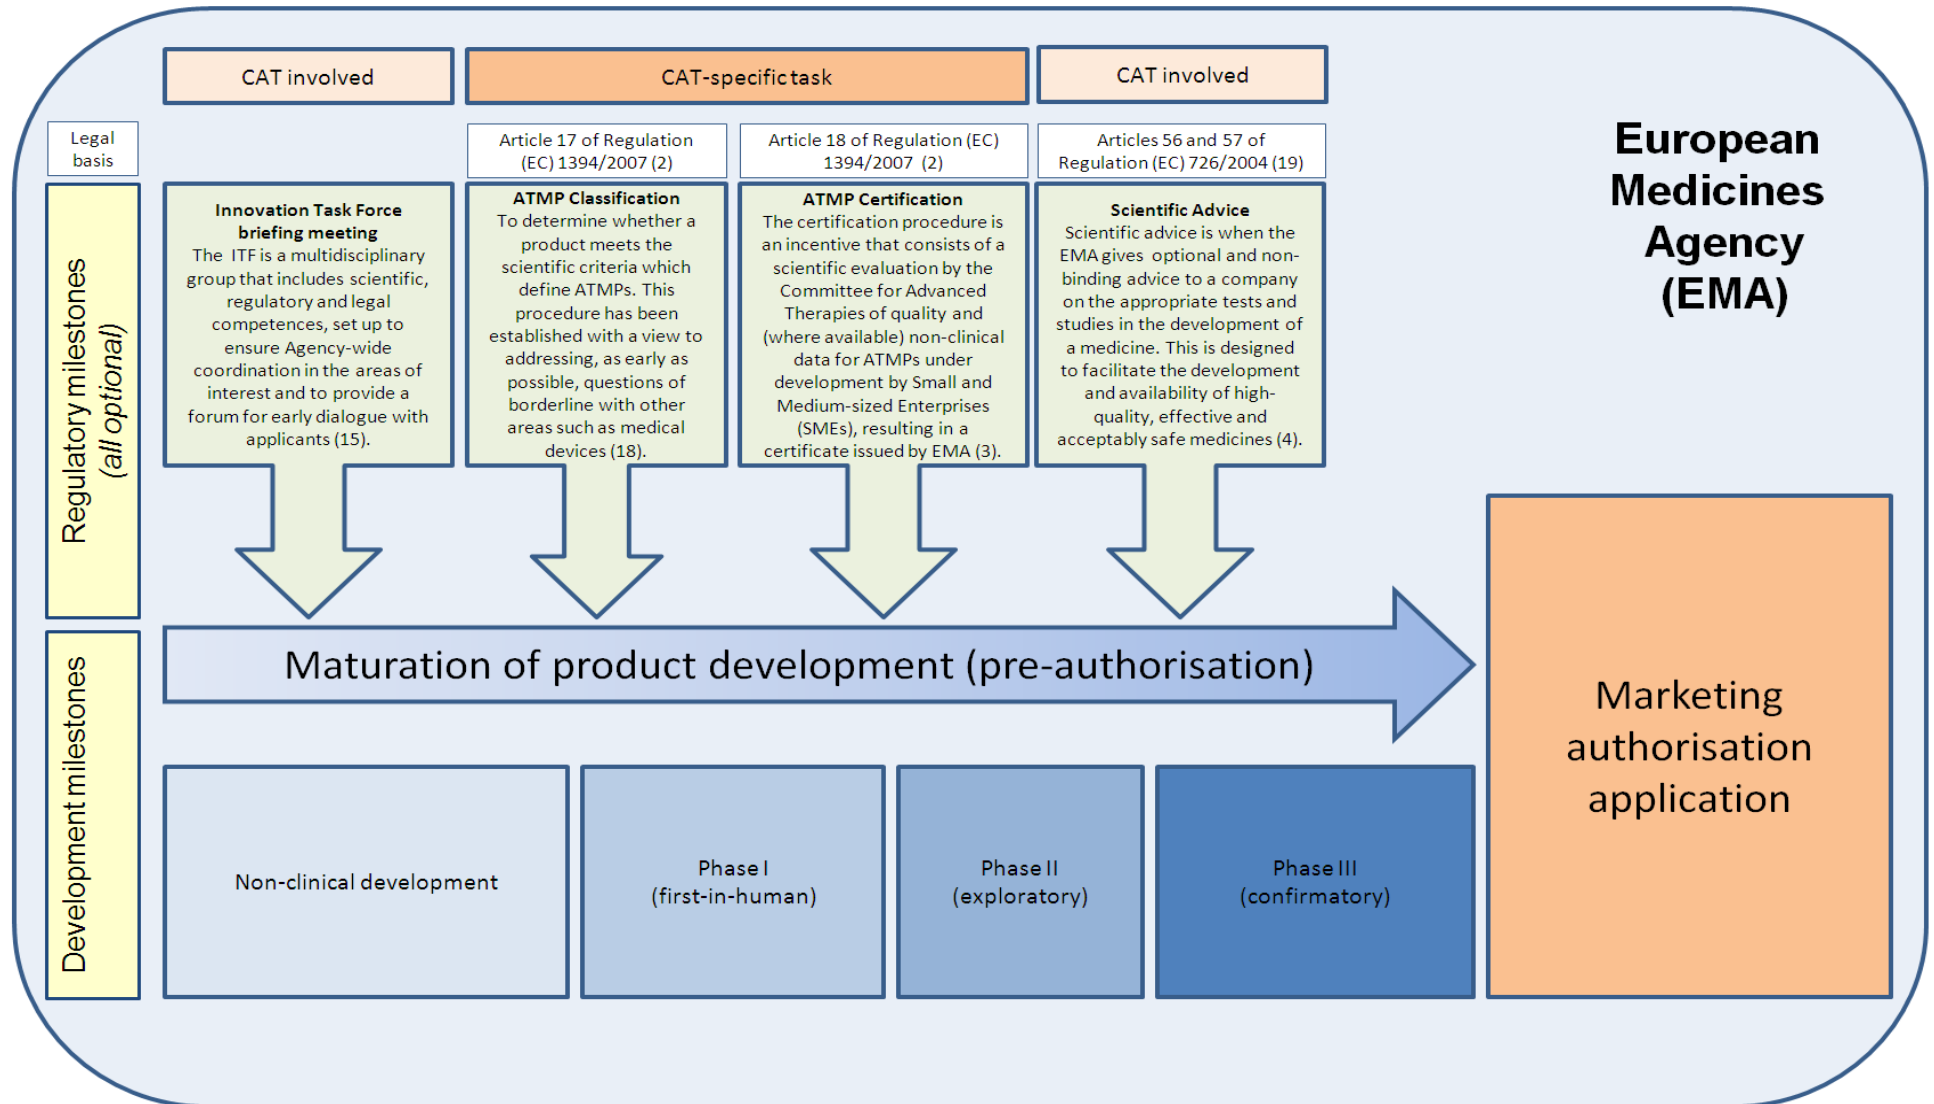 CAT involved
CAT-specific task
CAT involved
Legal
basis
Article 17 of Regulation
(EC) 1394/2007 (2)
Article 18 of Regulation (EC)
1394/2007 (2)
Articles 56 and 57 of
Regulation (EC) 726/2004 (19)
European
Medicines
Agency
(EMA)
Regulatory milestones
(all optional)
Innovation Task Force
briefing meeting
The ITF is a multidisciplinary
group that includes scientific,
regulatory and legal
competences, set up to
ensure Agency-wide
coordination in the areas of
interest and to provide a
forum for early dialogue with
applicants (15).
ATMP Classification
To determine whether a
product meets the
scientific criteria which
define ATMPs. This
procedure has been
established with a view to
addressing, as early as
possible, questions of
borderline with other
areas such as medical
devices (18).
ATMP Certification
The certification procedure is
an incentive that consists of a
scientific evaluation by the
Committee for Advanced
Therapies of quality and
(where available) non-clinical
data for ATMPs under
development by Small and
Medium-sized Enterprises
(SMEs), resulting in a
certificate issued by EMA (3).
Scientific Advice
Scientific advice is when the
EMA gives optional and non-
binding advice to a company
on the appropriate tests and
studies in the development of
a medicine. This is designed
to facilitate the development
and availability of high-
quality, effective and
acceptably safe medicines (4).
Maturation of product development (pre-authorisation)
Marketing
authorisation
application
Development milestones
Non-clinical development
Phase I
(first-in-human)
Phase II
(exploratory)
Phase III
(confirmatory)